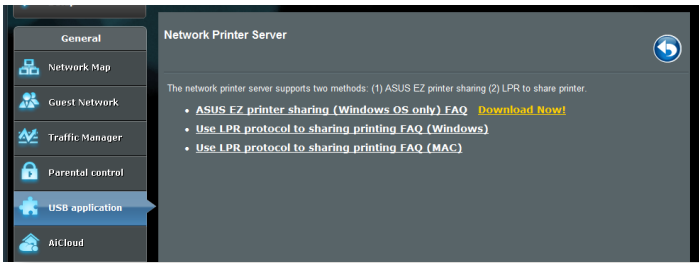 General
Network Map
Guest Network
Traffic Manager
Parental control
USB application
AiCloud
Network Printer Server
The network printer server supports two methods: (1) ASUS EZ printer sharing (2) LPR to share printer.
ASUS EZ printer sharing (Windows OS only) FAQ Download Now!
Use LPR protocol to sharing printing FAQ (Windows)
Use LPR protocol to sharing printing FAQ (MAC)